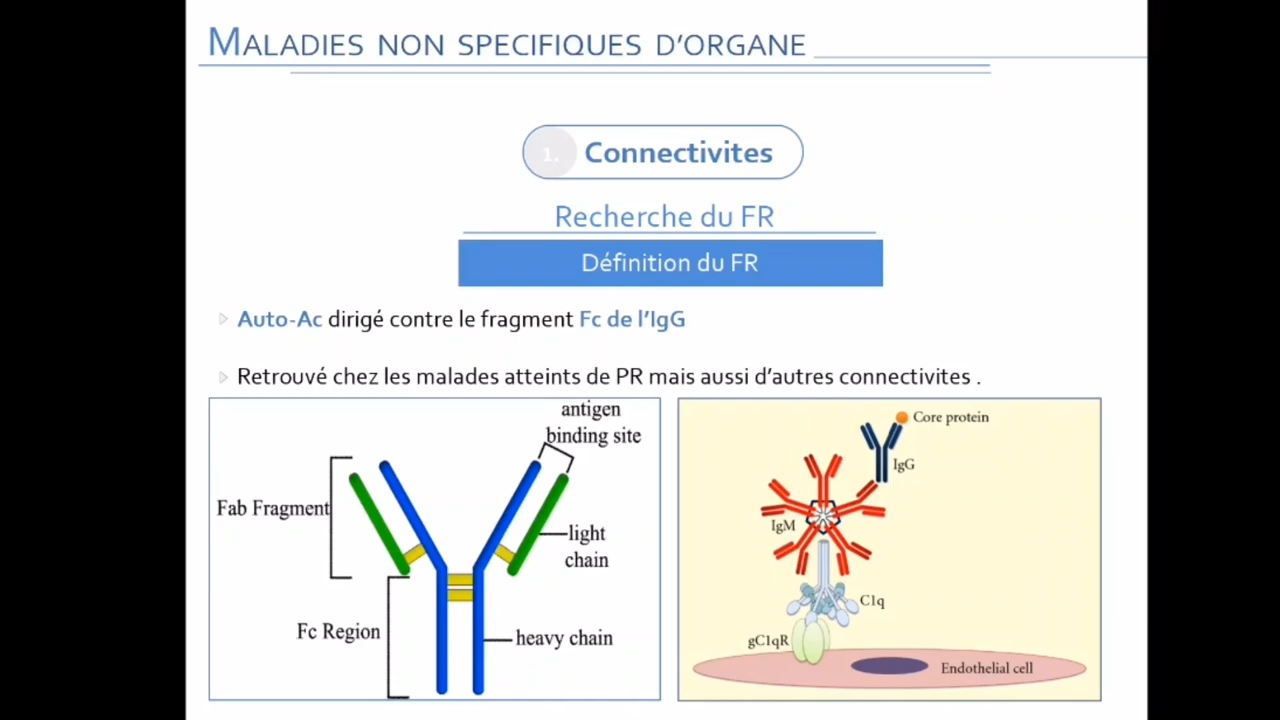 MALADIES NON SPECIFIQUES D'ORGANE
1.
Connectivites
Recherche du FR
Définition du FR
Auto-Ac dirigé contre le fragment Fc de l'IgG
Retrouvé chez les malades atteints de PR mais aussi d'autres connectivites .
antigen
binding site
Fab Fragment
light
chain
Fc Region
heavy chain
Core protein
IgG
IgM
C1q
gC1qR
Endothelial cell